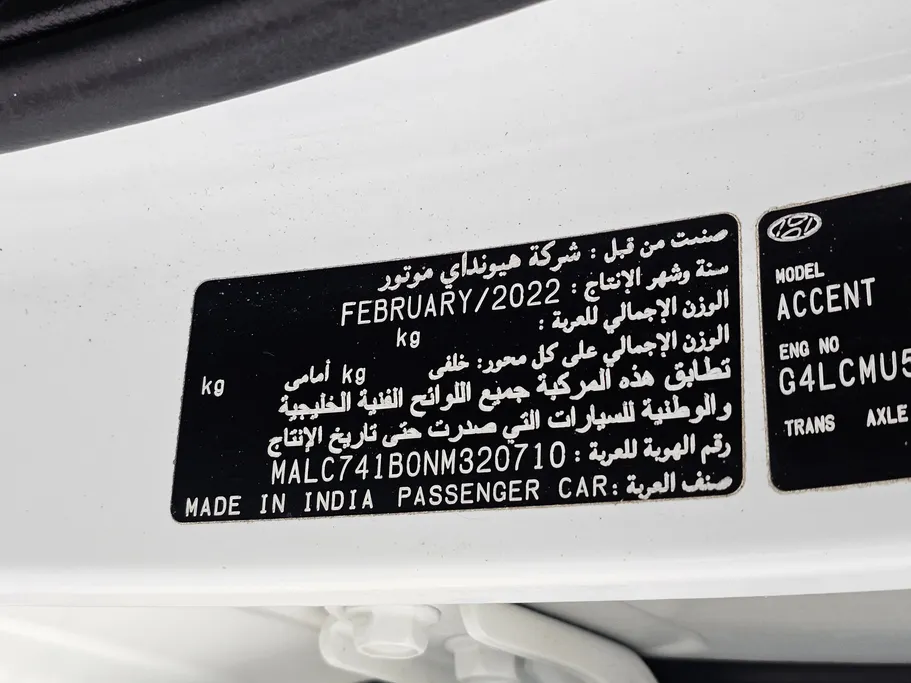 صنعت من قبل : شركة هيونداي موتور
سنة وشهر الإنتاج : FEBRUARY/2022
الوزن الإجمالي للعربة :
kg
الوزن الإجمالي على كل محور: خلفى kg أمامى kg
تطابق هذه المركبة جميع اللوائح الفنية الخليجية
والوطنية للسيارات التي صدرت حتى تاريخ الإنتاج
رقم الهوية للعربة : MALC741B0NM320710
صنف العربة : PASSENGER CAR
MADE IN INDIA
MODEL
ACCENT
ENG NO
G4LCMU5
TRANS AXLE